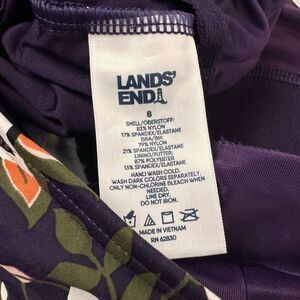 LANDS'
END
8
SHELL/OBERSTOFF:
83% NYLON
17% SPANDEX/ELASTANE
BRA/BH:
79% NYLON
21% SPANDEX/ELASTANE
LINING/FUTTER:
87% POLYESTER
13% SPANDEX/ELASTANE
HAND WASH COLD.
WASH DARK COLORS SEPARATELY.
ONLY NON-CHLORINE BLEACH WHEN
NEEDED.
LINE DRY.
DO NOT IRON.
MADE IN VIETNAM
RN 62830